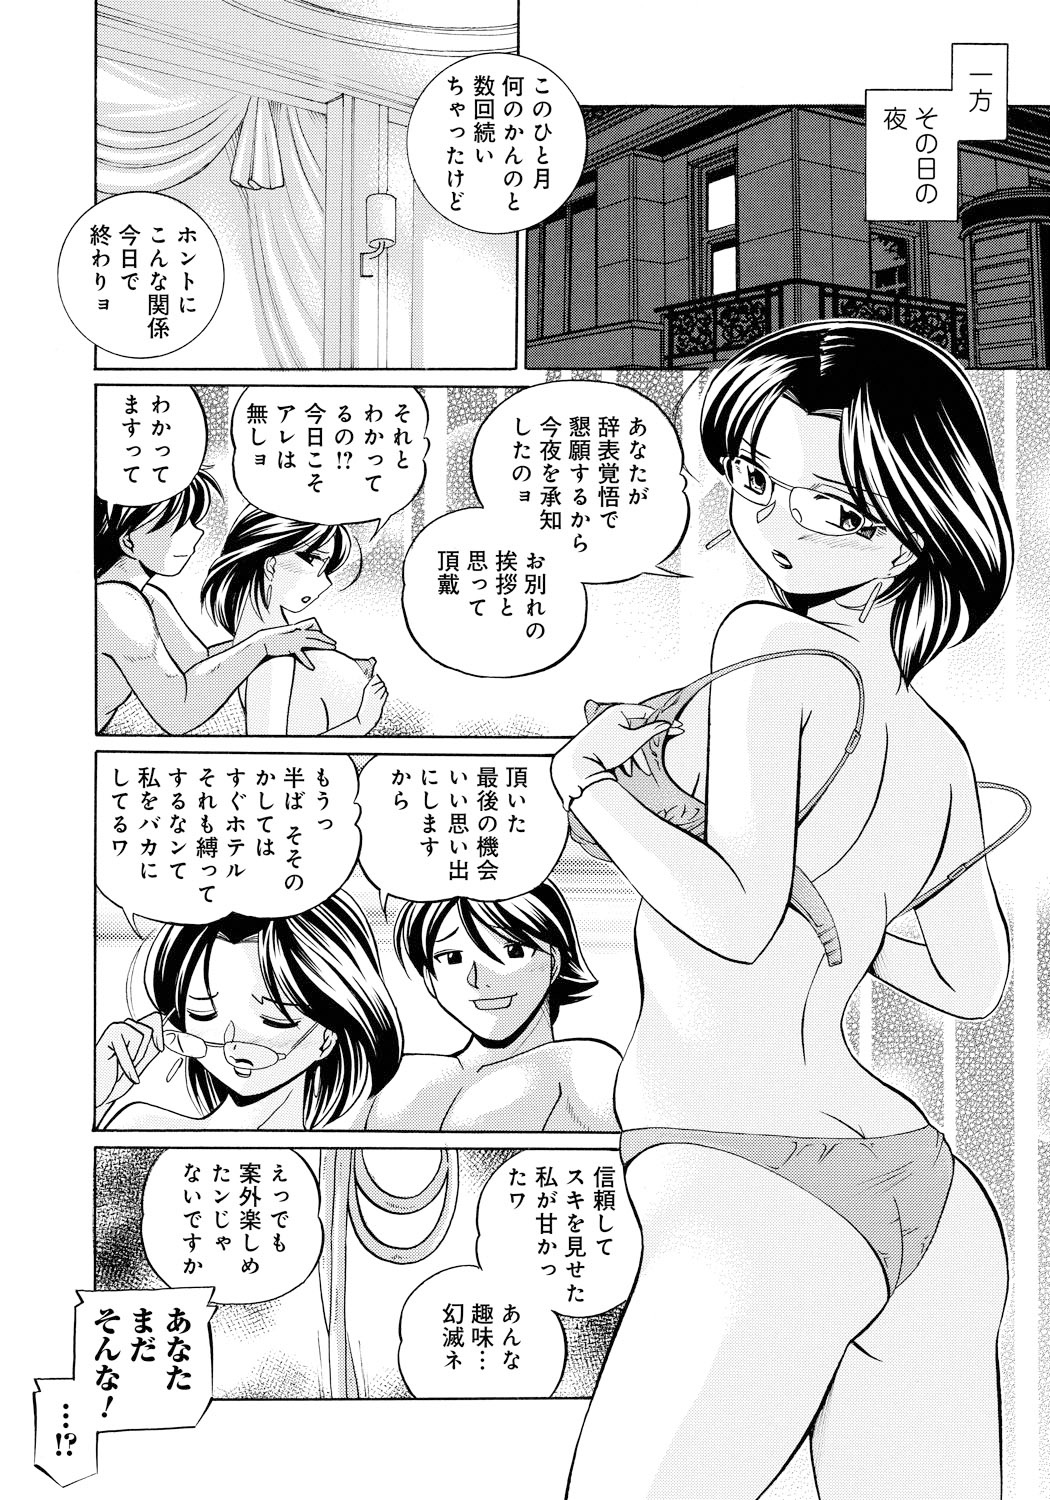 一方
その日の
夜
このひと月
何のかんのと
数回続い
ちゃったけど
ホントに
こんな関係
今日で
終わりョ
あなたが
辞表覚悟で
懇願するから
今夜を承知
したのョ
お別れの
挨拶と
思って
頂戴
それと
わかって
るの!?
今日こそ
アレは
無しョ
わかって
ますって
頂いた
最後の機会
いい思い出
にします
から
もうっ
半ば そその
かしては
すぐホテル
それも縛って
するなンて
私をバカに
してるワ
信頼して
スキを見せた
私が甘かっ
たワ
あんな
趣味…
幻滅ネ
えっでも
案外楽しめ
たンじゃ
ないですか
あなた
まだ
そんな!
…!?